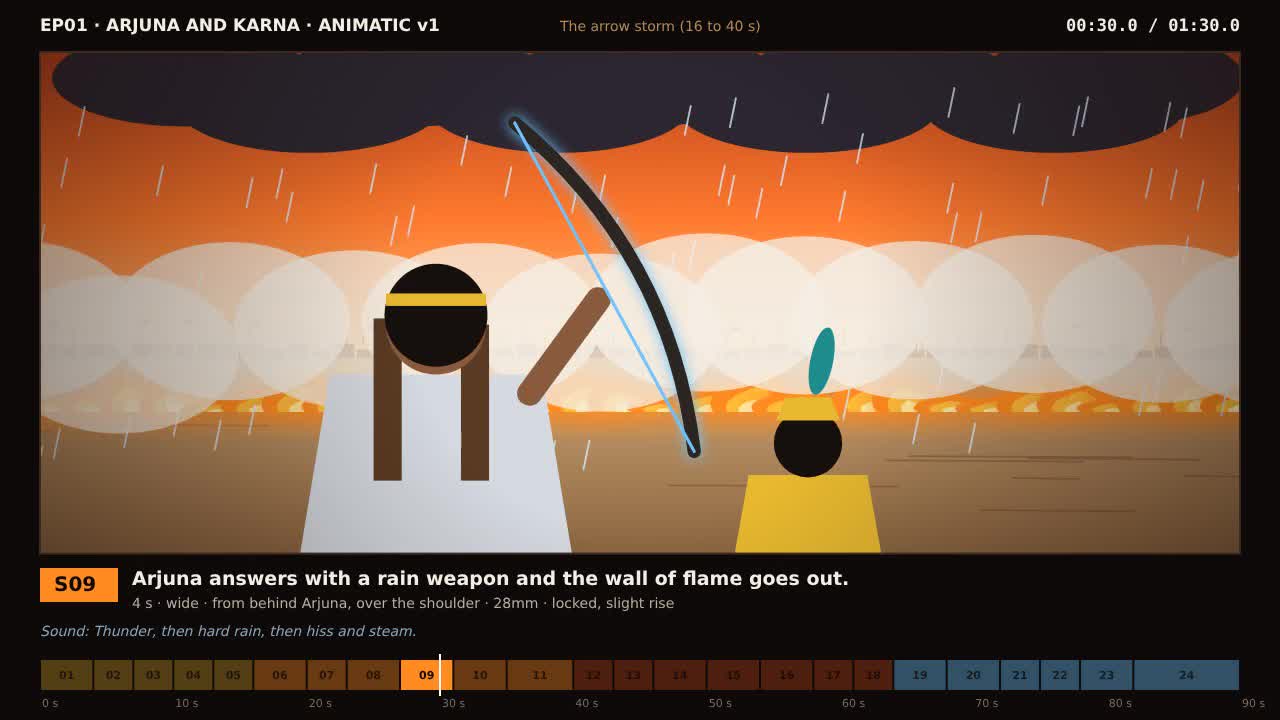 EP01 · ARJUNA AND KARNA · ANIMATIC v1
The arrow storm (16 to 40 s)
00:30.0 / 01:30.0
S09
Arjuna answers with a rain weapon and the wall of flame goes out.
4 s · wide · from behind Arjuna, over the shoulder · 28mm · locked, slight rise
Sound: Thunder, then hard rain, then hiss and steam.
01 02 03 04 05 06 07 08 09 10 11 12 13 14 15 16 17 18 19 20 21 22 23 24
0 s 10 s 20 s 30 s 40 s 50 s 60 s 70 s 80 s 90 s